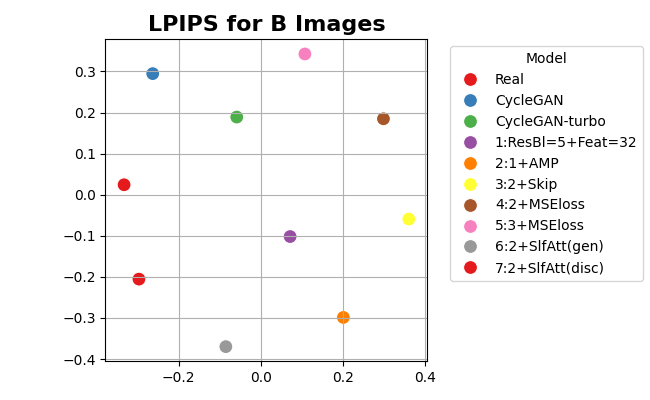 LPIPS for B Images
0.3
0.2
0.1
0.0
−0.1
−0.2
−0.3
−0.4
−0.2
0.0
0.2
0.4
Model
Real
CycleGAN
CycleGAN-turbo
1:ResBl=5+Feat=32
2:1+AMP
3:2+Skip
4:2+MSEloss
5:3+MSEloss
6:2+SlfAtt(gen)
7:2+SlfAtt(disc)